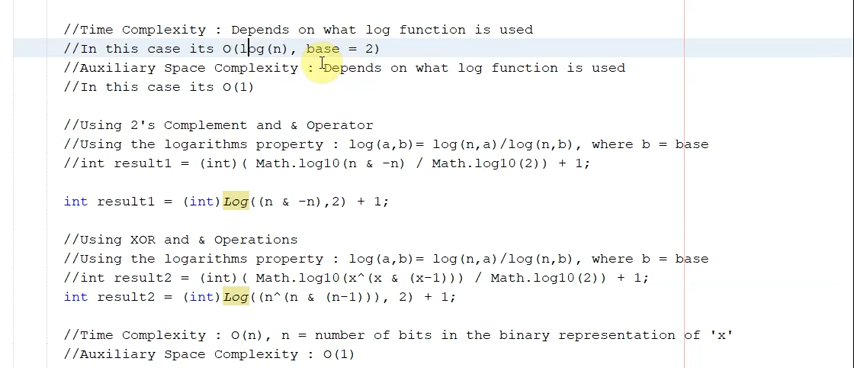 //Time Complexity : Depends on what log function is used
//In this case its O(log(n), base = 2)
//Auxiliary Space Complexity : Depends on what log function is used
//In this case its O(1)
//Using 2's Complement and & Operator
//Using the logarithms property : log(a,b)= log(n,a)/log(n,b), where b = base
//int result1 = (int)( Math.log10(n & -n) / Math.log10(2)) + 1;
int result1 = (int)Log((n & -n),2) + 1;
//Using XOR and & Operations
//Using the logarithms property : log(a,b)= log(n,a)/log(n,b), where b = base
//int result2 = (int)( Math.log10(x^(x & (x-1))) / Math.log10(2)) + 1;
int result2 = (int)Log((n^(n & (n-1))), 2) + 1;
//Time Complexity : O(n), n = number of bits in the binary representation of 'x'
//Auxiliary Space Complexity : O(1)